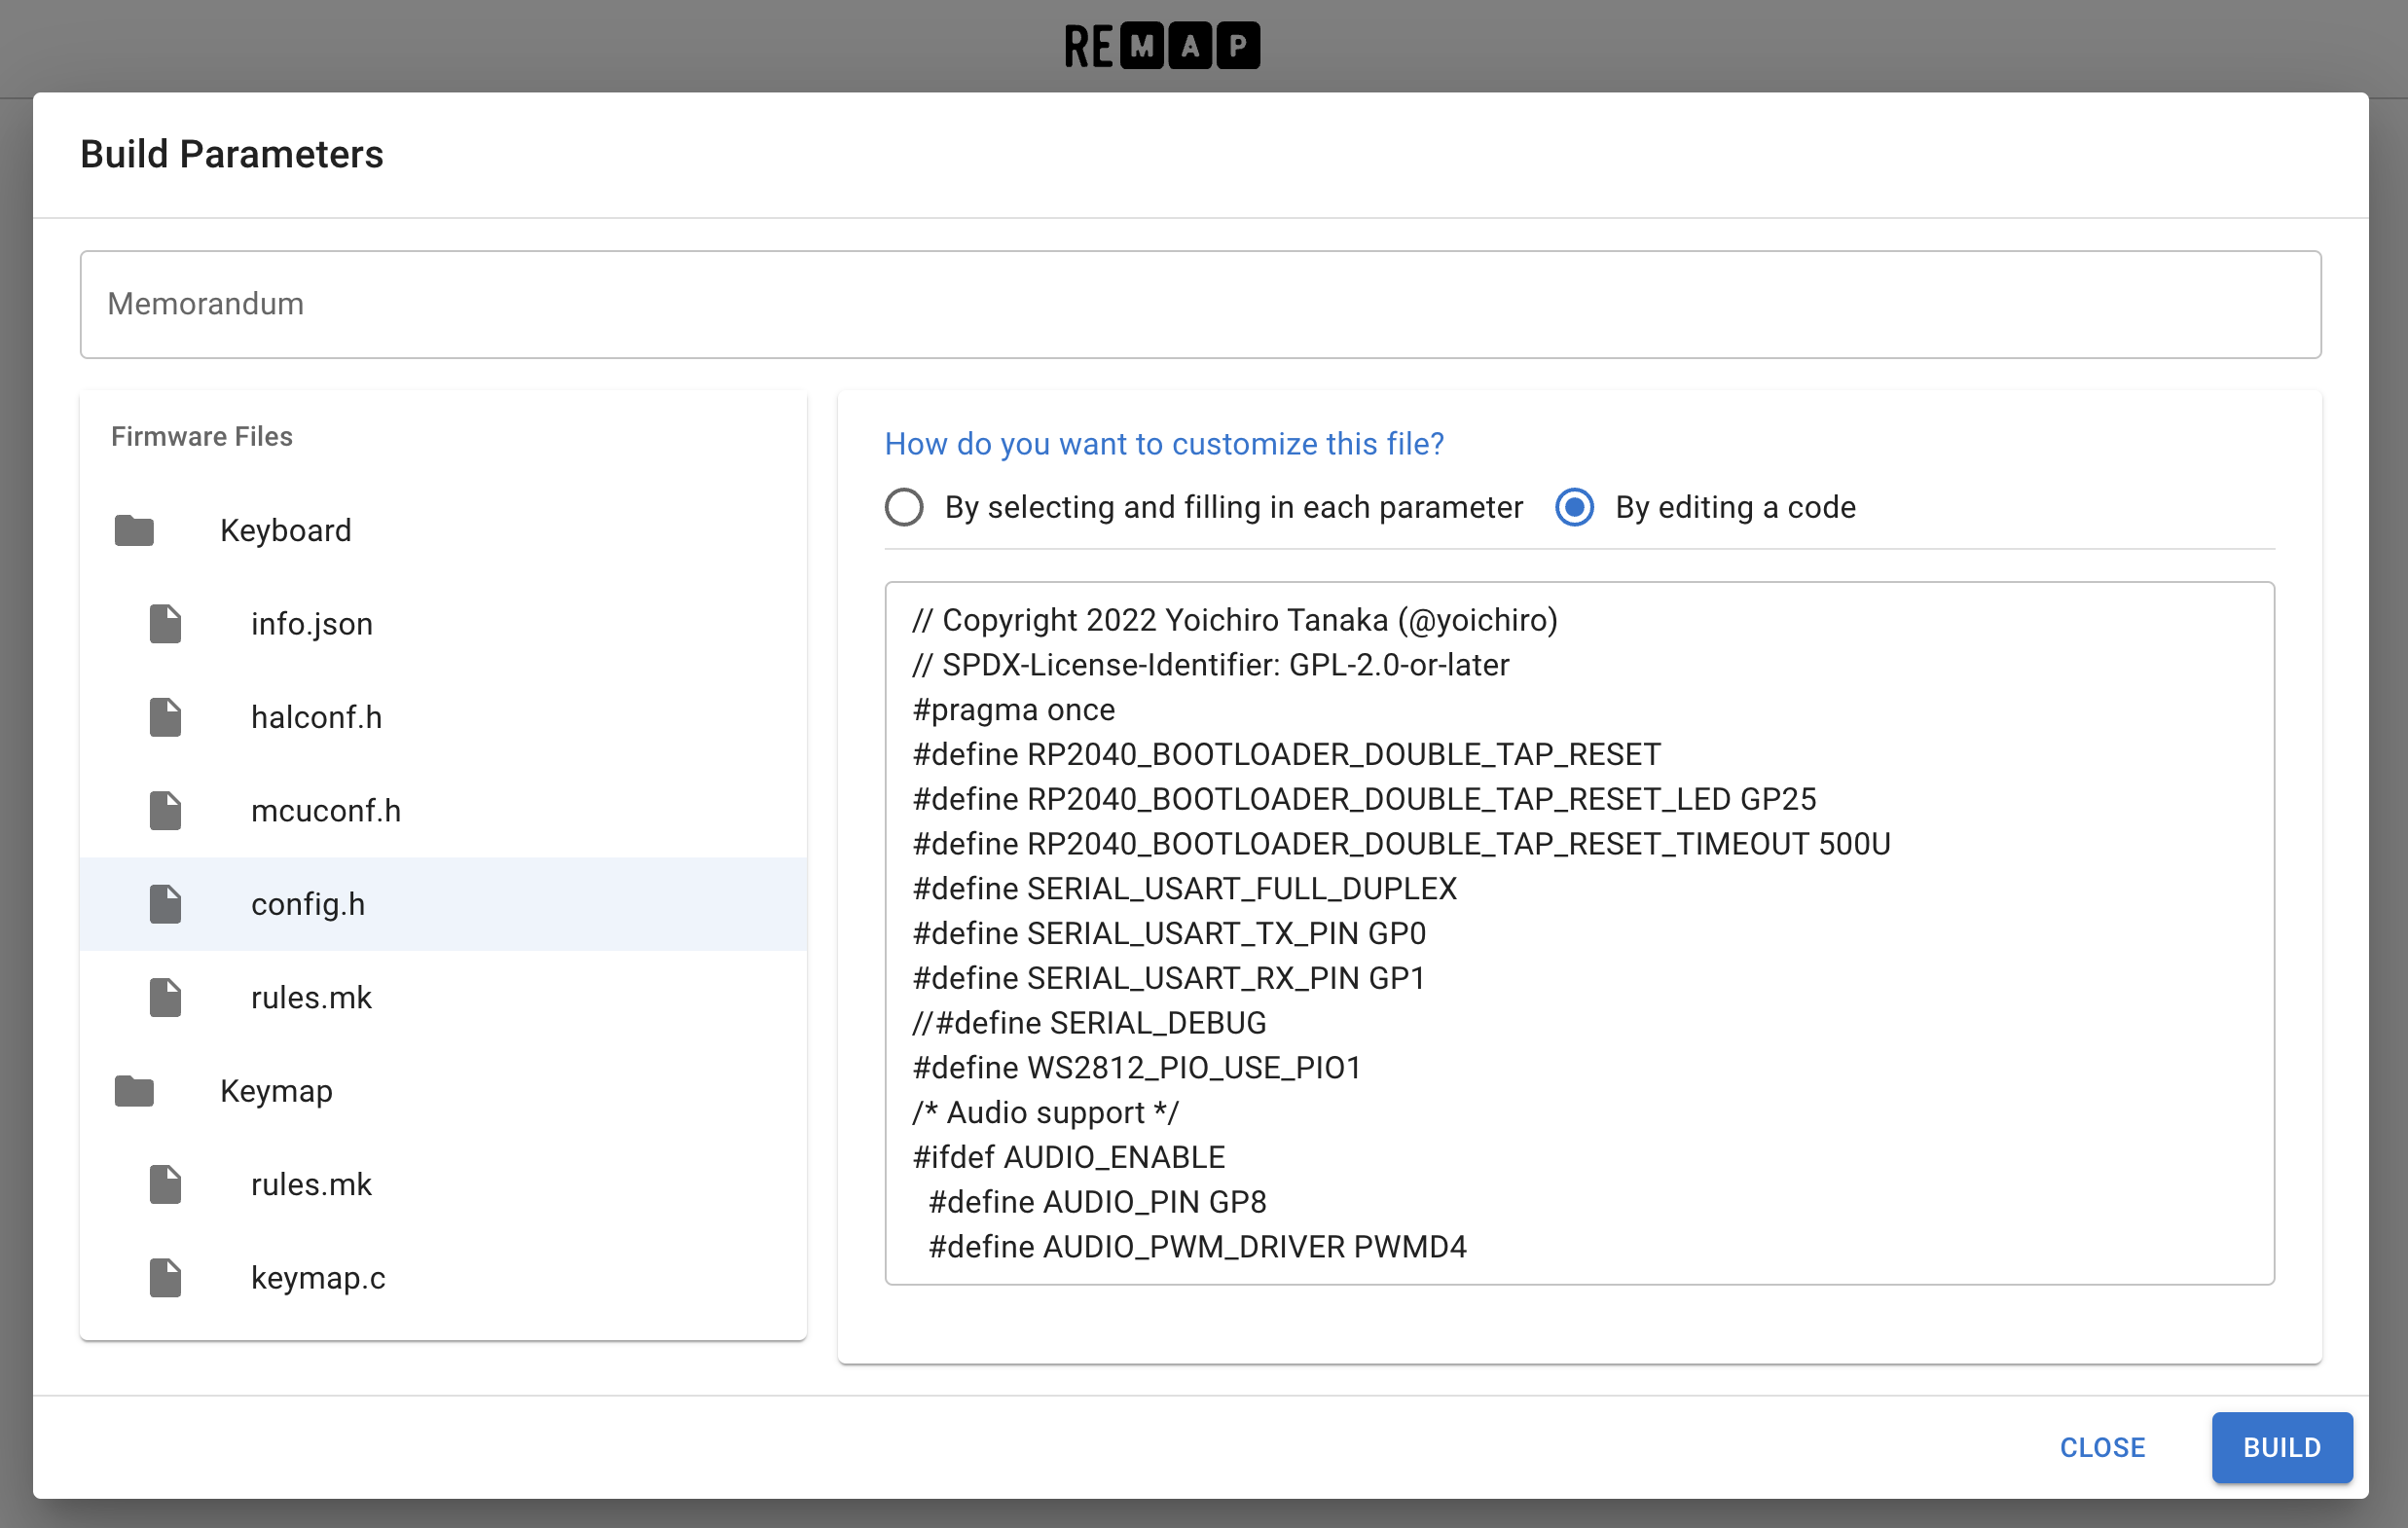 REMAP
Build Parameters
Memorandum
Firmware Files
Keyboard
info.json
halconf.h
mcuconf.h
config.h
rules.mk
Keymap
rules.mk
keymap.c
How do you want to customize this file?
By selecting and filling in each parameter By editing a code
// Copyright 2022 Yoichiro Tanaka (@yoichiro)
// SPDX-License-Identifier: GPL-2.0-or-later
#pragma once
#define RP2040_BOOTLOADER_DOUBLE_TAP_RESET
#define RP2040_BOOTLOADER_DOUBLE_TAP_RESET_LED GP25
#define RP2040_BOOTLOADER_DOUBLE_TAP_RESET_TIMEOUT 500U
#define SERIAL_USART_FULL_DUPLEX
#define SERIAL_USART_TX_PIN GP0
#define SERIAL_USART_RX_PIN GP1
//#define SERIAL_DEBUG
#define WS2812_PIO_USE_PIO1
/* Audio support */
#ifdef AUDIO_ENABLE
  #define AUDIO_PIN GP8
  #define AUDIO_PWM_DRIVER PWMD4
CLOSE BUILD